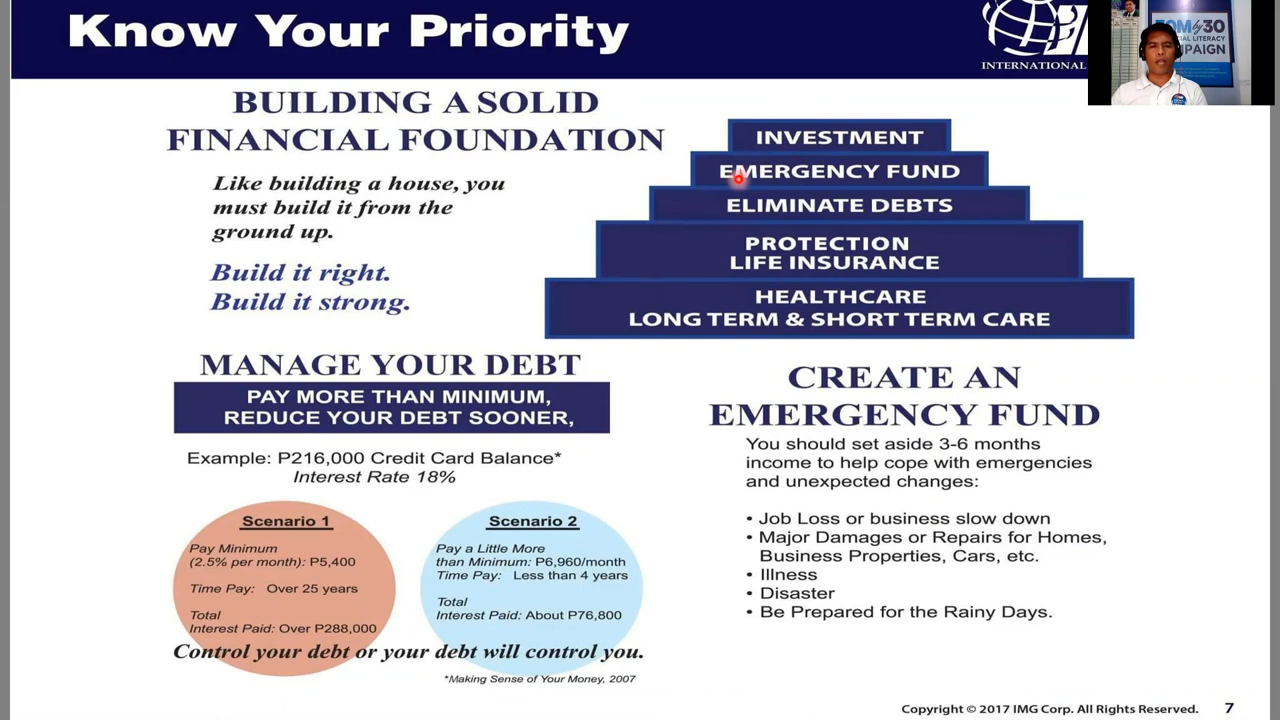 Know Your Priority
INTERNATIONAL
BY30
CIAL LITERACY
PAIGN
BUILDING A SOLID
FINANCIAL FOUNDATION
Like building a house, you
must build it from the
ground up.
Build it right.
Build it strong.
INVESTMENT
EMERGENCY FUND
ELIMINATE DEBTS
PROTECTION
LIFE INSURANCE
HEALTHCARE
LONG TERM & SHORT TERM CARE
MANAGE YOUR DEBT
PAY MORE THAN MINIMUM,
REDUCE YOUR DEBT SOONER,
Example: P216,000 Credit Card Balance*
Interest Rate 18%
Scenario 1
Pay Minimum
(2.5% per month): P5,400
Time Pay: Over 25 years
Total
Interest Paid: Over P288,000
Scenario 2
Pay a Little More
than Minimum: P6,960/month
Time Pay: Less than 4 years
Total
Interest Paid: About P76,800
Control your debt or your debt will control you.
*Making Sense of Your Money, 2007
CREATE AN
EMERGENCY FUND
You should set aside 3-6 months
income to help cope with emergencies
and unexpected changes:
• Job Loss or business slow down
• Major Damages or Repairs for Homes,
Business Properties, Cars, etc.
• Illness
• Disaster
• Be Prepared for the Rainy Days.
Copyright © 2017 IMG Corp. All Rights Reserved. 7